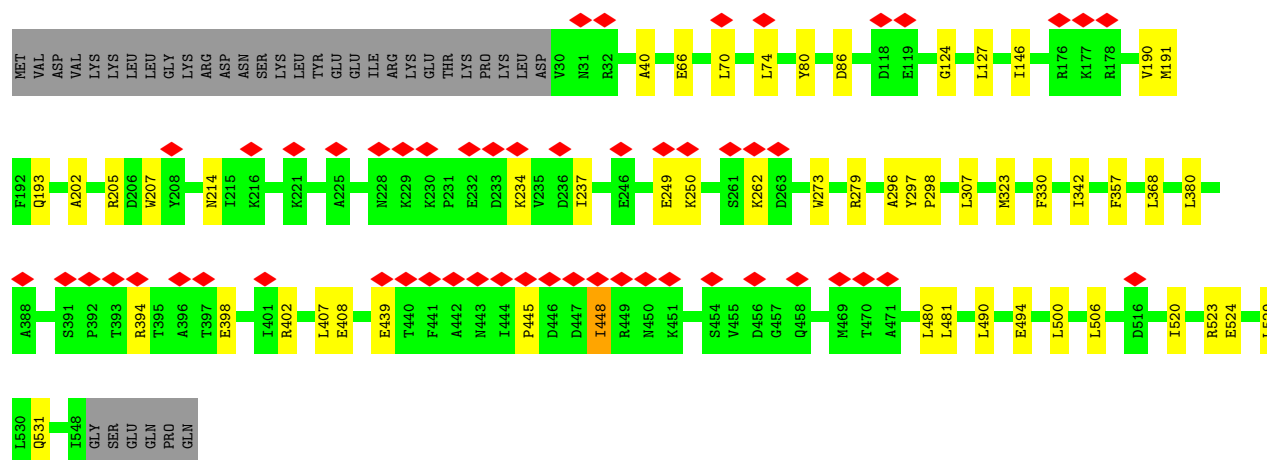 MET VAL ASP VAL LYS LYS LEU LEU GLY LYS ARG ASP ASN SER LYS LEU TYR GLU GLU ILE ARG LYS GLU THR LYS PRO LYS LEU ASP V30 N31 R32 A40 E66 L70 L74 Y80 D86 D118 E119 G124 L127 I146 R176 K177 R178 V190 M191
F192 Q193 A202 R205 D206 W207 Y208 N214 I215 K216 K221 A225 N228 K229 K230 P231 E232 D233 K234 V235 D236 I237 E246 E249 K250 S261 K262 D263 W273 R279 A296 Y297 P298 L307 M323 F330 I342 F357 L368 L380
A388 S391 P392 T393 R394 T395 A396 T397 E398 I401 R402 L407 E408 E439 T440 F441 A442 N443 I444 P445 D446 D447 I448 R449 N450 K451 S454 V455 D456 G457 Q458 M469 T470 A471 L480 L481 L490 E494 L500 L506 D516 I520 R523 E524
L530 Q531 I548 GLY SER GLU GLN PRO GLN